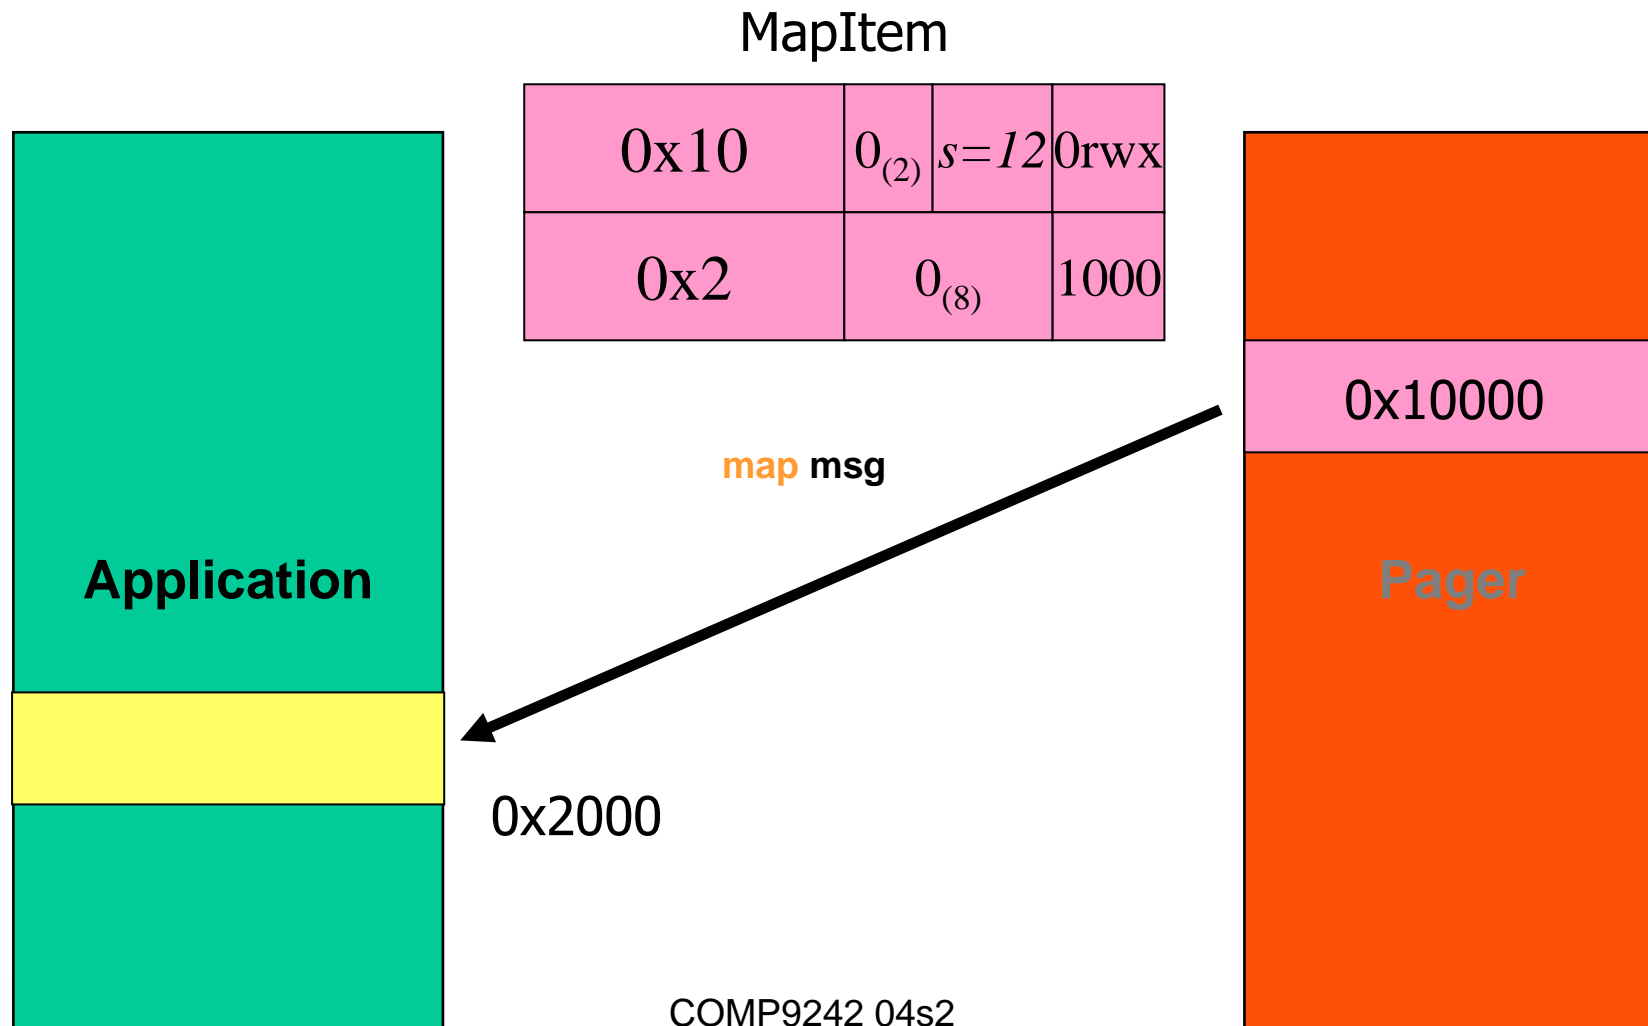 MapItem
0x10 0(2) s=12 0rwx
0x2 0(8) 1000
0x10000
map msg
Application Pager
0x2000
COMP9242 04s2